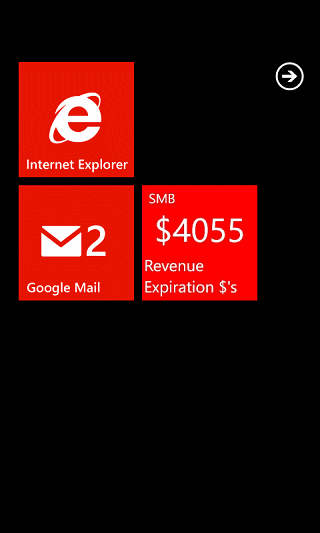 Internet Explorer
2
Google Mail
SMB
$4055
Revenue
Expiration $'s